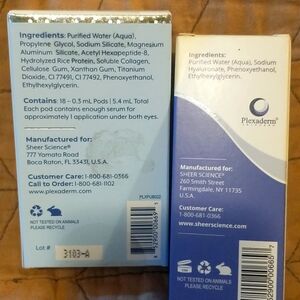 Ingredients: Purified Water (Aqua),
Propylene Glycol, Sodium Silicate, Magnesium
Aluminum Silicate, Acetyl Hexapeptide-8,
Hydrolyzed Rice Protein, Soluble Collagen,
Cellulose Gum, Xanthan Gum, Titanium
Dioxide, CI 77491, CI 77492, Phenoxyethanol,
Ethylhexylglycerin.
Contains: 18 – 0.3 mL Pods | 5.4 mL Total
Each pod contains enough serum for
approximately 1 application under both eyes.
Manufactured for:
Sheer Science®
777 Yamato Road
Boca Raton, FL 33431
Customer Care: 1-800-681-0366
Call to Order: 1-800-681-1102
www.plexaderm.com
NOT TESTED ON ANIMALS
PLEASE RECYCLE
Lot #
3103-A
Ingredients:
Purified Water (Aqua), Sodium
Hyaluronate, Phenoxyethanol,
Ethylhexylglycerin.
Plexaderm®
Manufactured for:
SHEER SCIENCE®
260 Smith Street
Farmingdale, NY 11735
U.S.A.
Customer Care:
1-800-681-0366
www.sheerscience.com
NOT TESTED ON ANIMALS
PLEASE RECYCLE